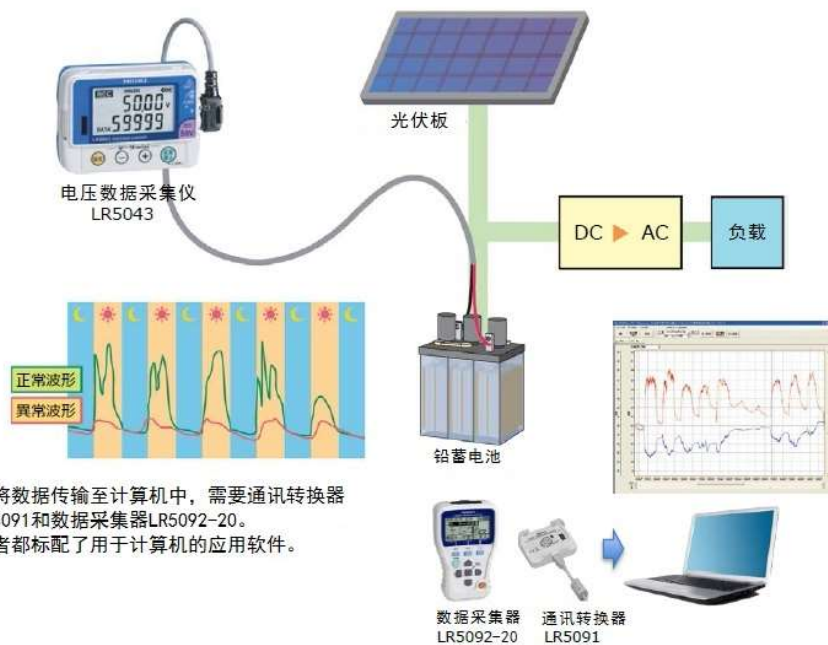 REC
50.00 v
DATA 59999
电压数据采集仪
LR5043
光伏板
DC AC
负载
正常波形
異常波形
铅蓄电池
将数据传输至计算机中，需要通讯转换器
091和数据采集器LR5092-20。
者都标配了用于计算机的应用软件。
数据采集器
LR5092-20
通讯转换器
LR5091